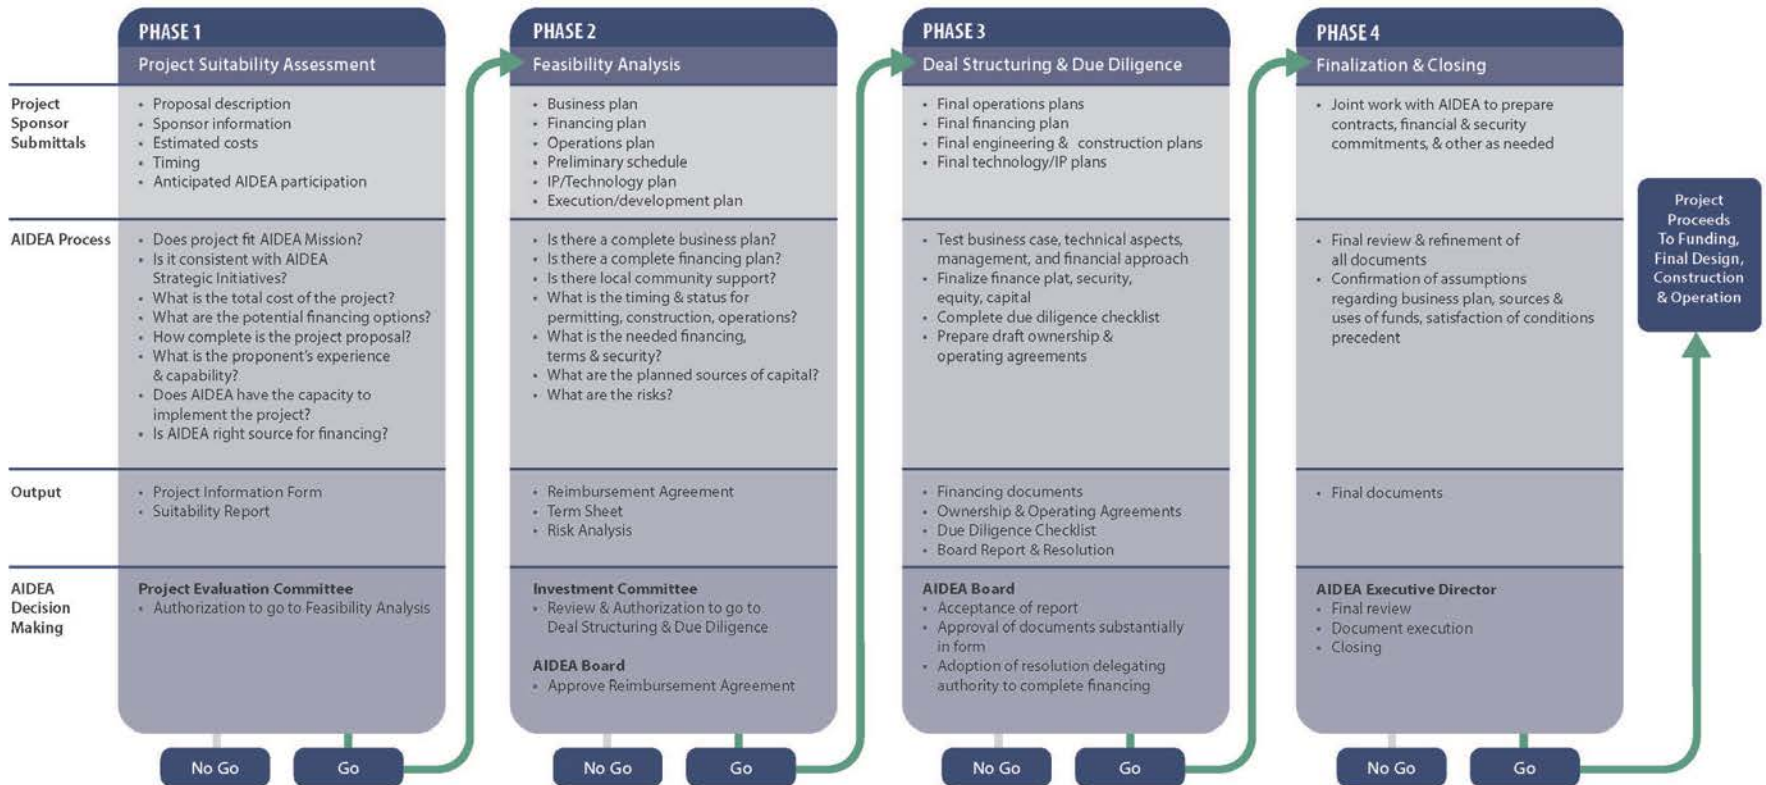 PHASE 1
Project Suitability Assessment
PHASE 2
Feasibility Analysis
PHASE 3
Deal Structuring & Due Diligence
PHASE 4
Finalization & Closing
Project
Sponsor
Submittals
• Proposal description
• Sponsor information
• Estimated costs
• Timing
• Anticipated AIDEA participation
• Business plan
• Financing plan
• Operations plan
• Preliminary schedule
• IP/Technology plan
• Execution/development plan
• Final operations plans
• Final financing plan
• Final engineering & construction plans
• Final technology/IP plans
• Joint work with AIDEA to prepare
contracts, financial & security
commitments, & other as needed
AIDEA Process
• Does project fit AIDEA Mission?
• Is it consistent with AIDEA
Strategic Initiatives?
• What is the total cost of the project?
• What are the potential financing options?
• How complete is the project proposal?
• What is the proponent's experience
& capability?
• Does AIDEA have the capacity to
implement the project?
• Is AIDEA right source for financing?
• Is there a complete business plan?
• Is there a complete financing plan?
• Is there local community support?
• What is the timing & status for
permitting, construction, operations?
• What is the needed financing,
terms & security?
• What are the planned sources of capital?
• What are the risks?
• Test business case, technical aspects,
management, and financial approach
• Finalize finance plat, security,
equity, capital
• Complete due diligence checklist
• Prepare draft ownership &
operating agreements
• Final review & refinement of
all documents
• Confirmation of assumptions
regarding business plan, sources &
uses of funds, satisfaction of conditions
precedent
Project
Proceeds
To Funding,
Final Design,
Construction
& Operation
Output
• Project Information Form
• Suitability Report
• Reimbursement Agreement
• Term Sheet
• Risk Analysis
• Financing documents
• Ownership & Operating Agreements
• Due Diligence Checklist
• Board Report & Resolution
• Final documents
AIDEA
Decision
Making
Project Evaluation Committee
• Authorization to go to Feasibility Analysis
Investment Committee
• Review & Authorization to go to
Deal Structuring & Due Diligence
AIDEA Board
• Approve Reimbursement Agreement
AIDEA Board
• Acceptance of report
• Approval of documents substantially
in form
• Adoption of resolution delegating
authority to complete financing
AIDEA Executive Director
• Final review
• Document execution
• Closing
No Go
Go
No Go
Go
No Go
Go
No Go
Go